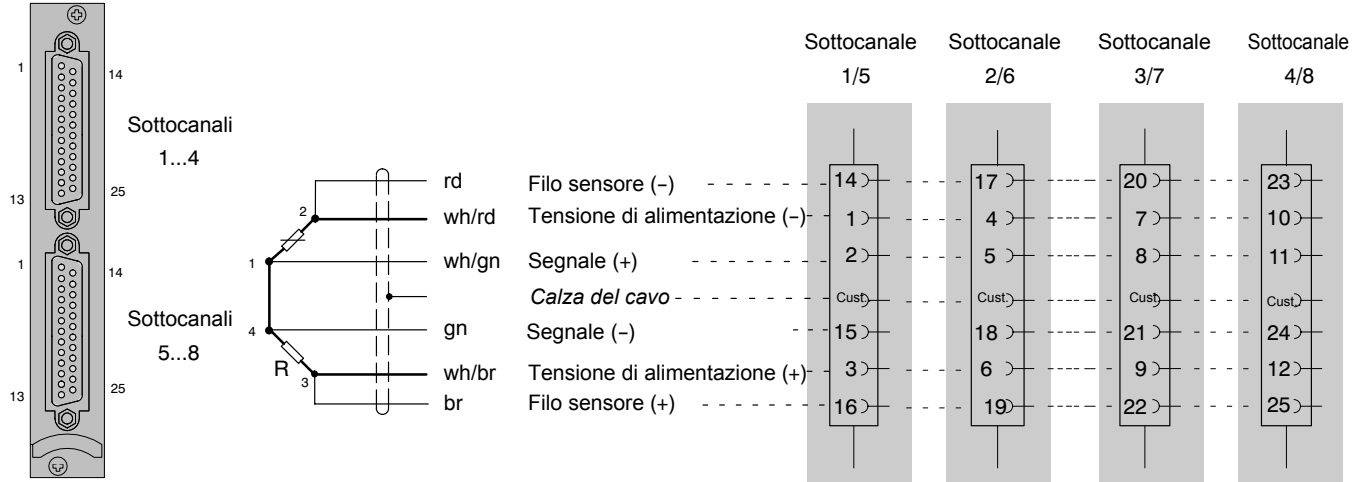 Sottocanale Sottocanale Sottocanale Sottocanale
1/5 2/6 3/7 4/8
1 14
Sottocanali
1...4
13 25
1 14
Sottocanali
5...8
13 25
rd Filo sensore (−) 14 17 20 23
2 wh/rd Tensione di alimentazione (−) 1 4 7 10
1 wh/gn Segnale (+) 2 5 8 11
Calza del cavo Cust. Cust. Cust. Cust.
4 gn Segnale (−) 15 18 21 24
R 3 wh/br Tensione di alimentazione (+) 3 6 9 12
br Filo sensore (+) 16 19 22 25